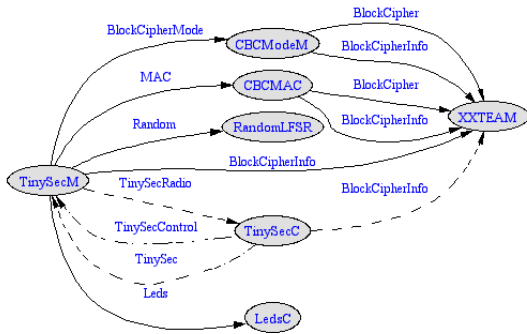 BlockCipher
BlockCipherMode
CBCModeM
BlockCipherInfo
MAC
CBCMAC
BlockCipher
XXTEAM
Random
RandomLFSR
BlockCipherInfo
BlockCipherInfo
TinySecM
TinySecRadio
BlockCipherInfo
TinySecControl
TinySecC
TinySec
Leds
LedsC